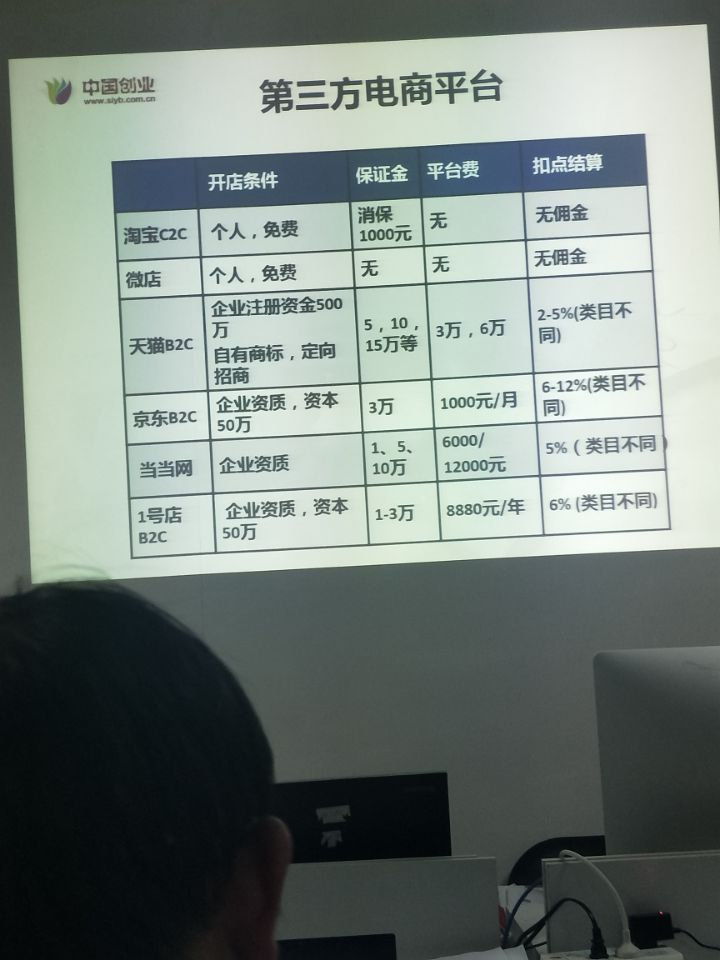 中国创业
www.siyb.com.cn
第三方电商平台
开店条件 保证金 平台费 扣点结算
淘宝C2C 个人，免费 消保1000元 无 无佣金
微店 个人，免费 无 无 无佣金
天猫B2C 企业注册资金500万 自有商标，定向招商 5，10，15万等 3万，6万 2-5%(类目不同)
京东B2C 企业资质，资本50万 3万 1000元/月 6-12%(类目不同)
当当网 企业资质 1、5、10万 6000/12000元 5%（类目不同）
1号店B2C 企业资质，资本50万 1-3万 8880元/年 6% (类目不同)